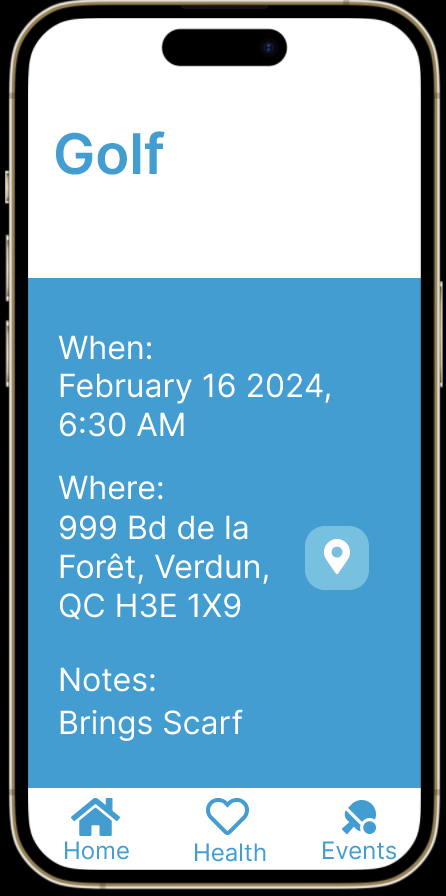 Golf
When:
February 16 2024,
6:30 AM
Where:
999 Bd de la
Forêt, Verdun,
QC H3E 1X9
Notes:
Brings Scarf
Home
Health
Events